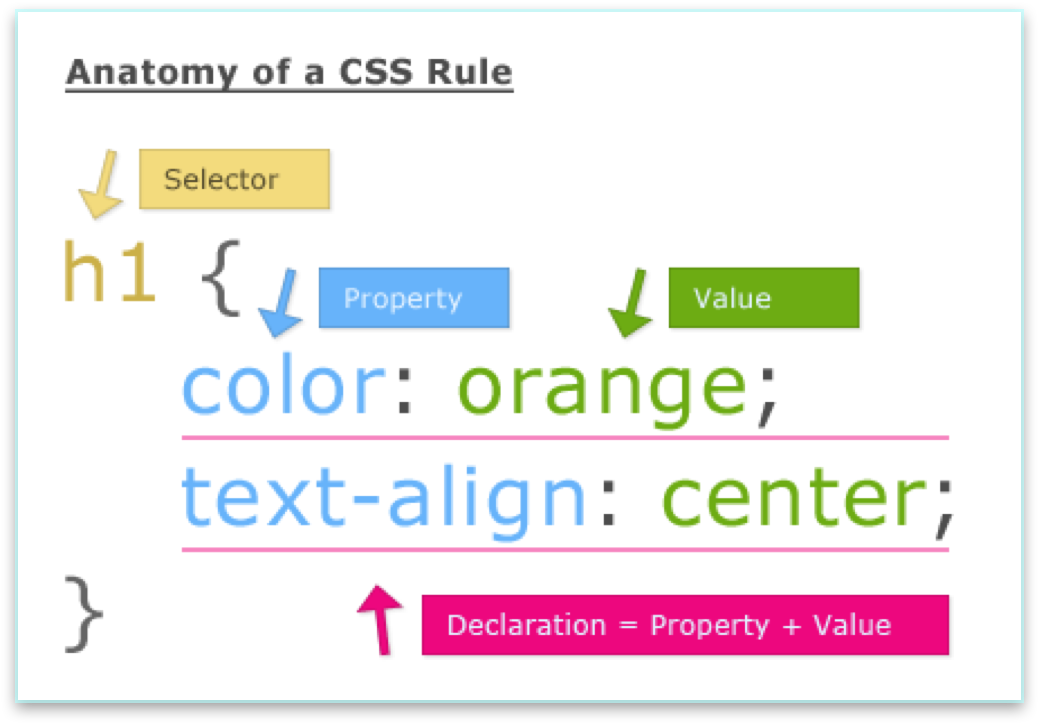 Anatomy of a CSS Rule
Selector
h1 {
Property
Value
color: orange;
text-align: center;
}
Declaration = Property + Value